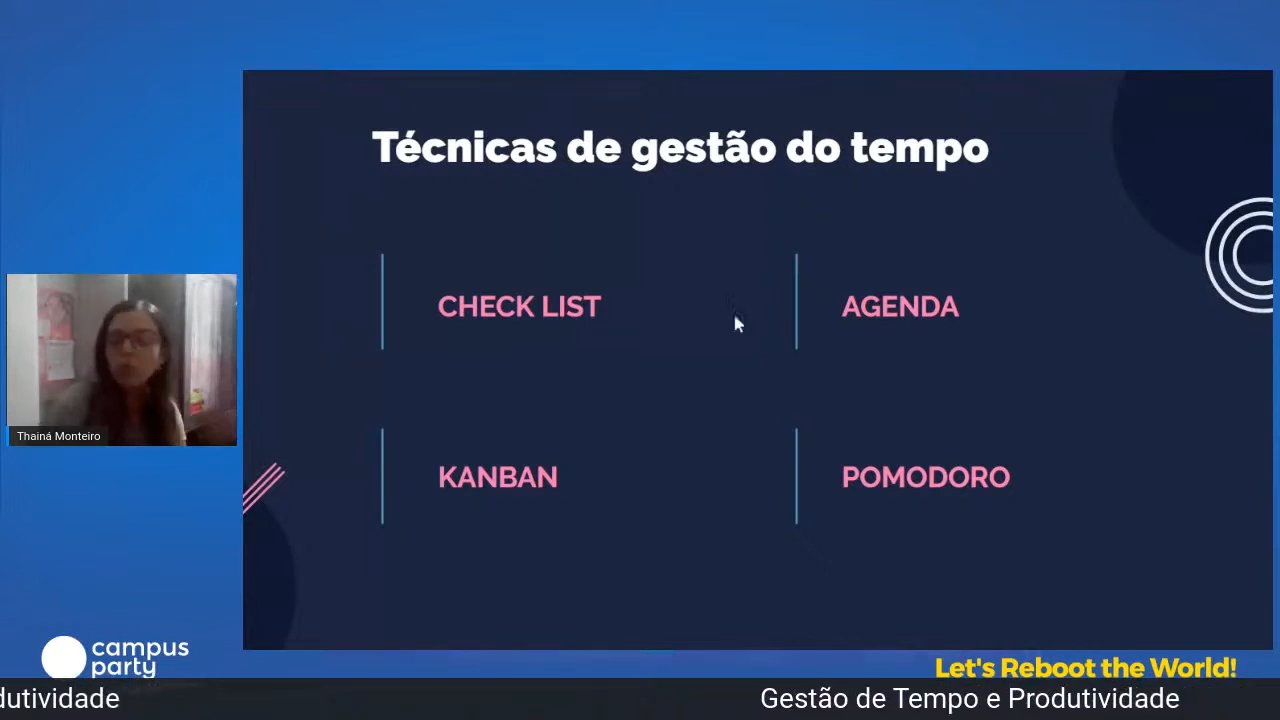 Técnicas de gestão do tempo
CHECK LIST
AGENDA
KANBAN
POMODORO
Thainá Monteiro
campus
party
Let's Reboot the World!
dutividade
Gestão de Tempo e Produtividade